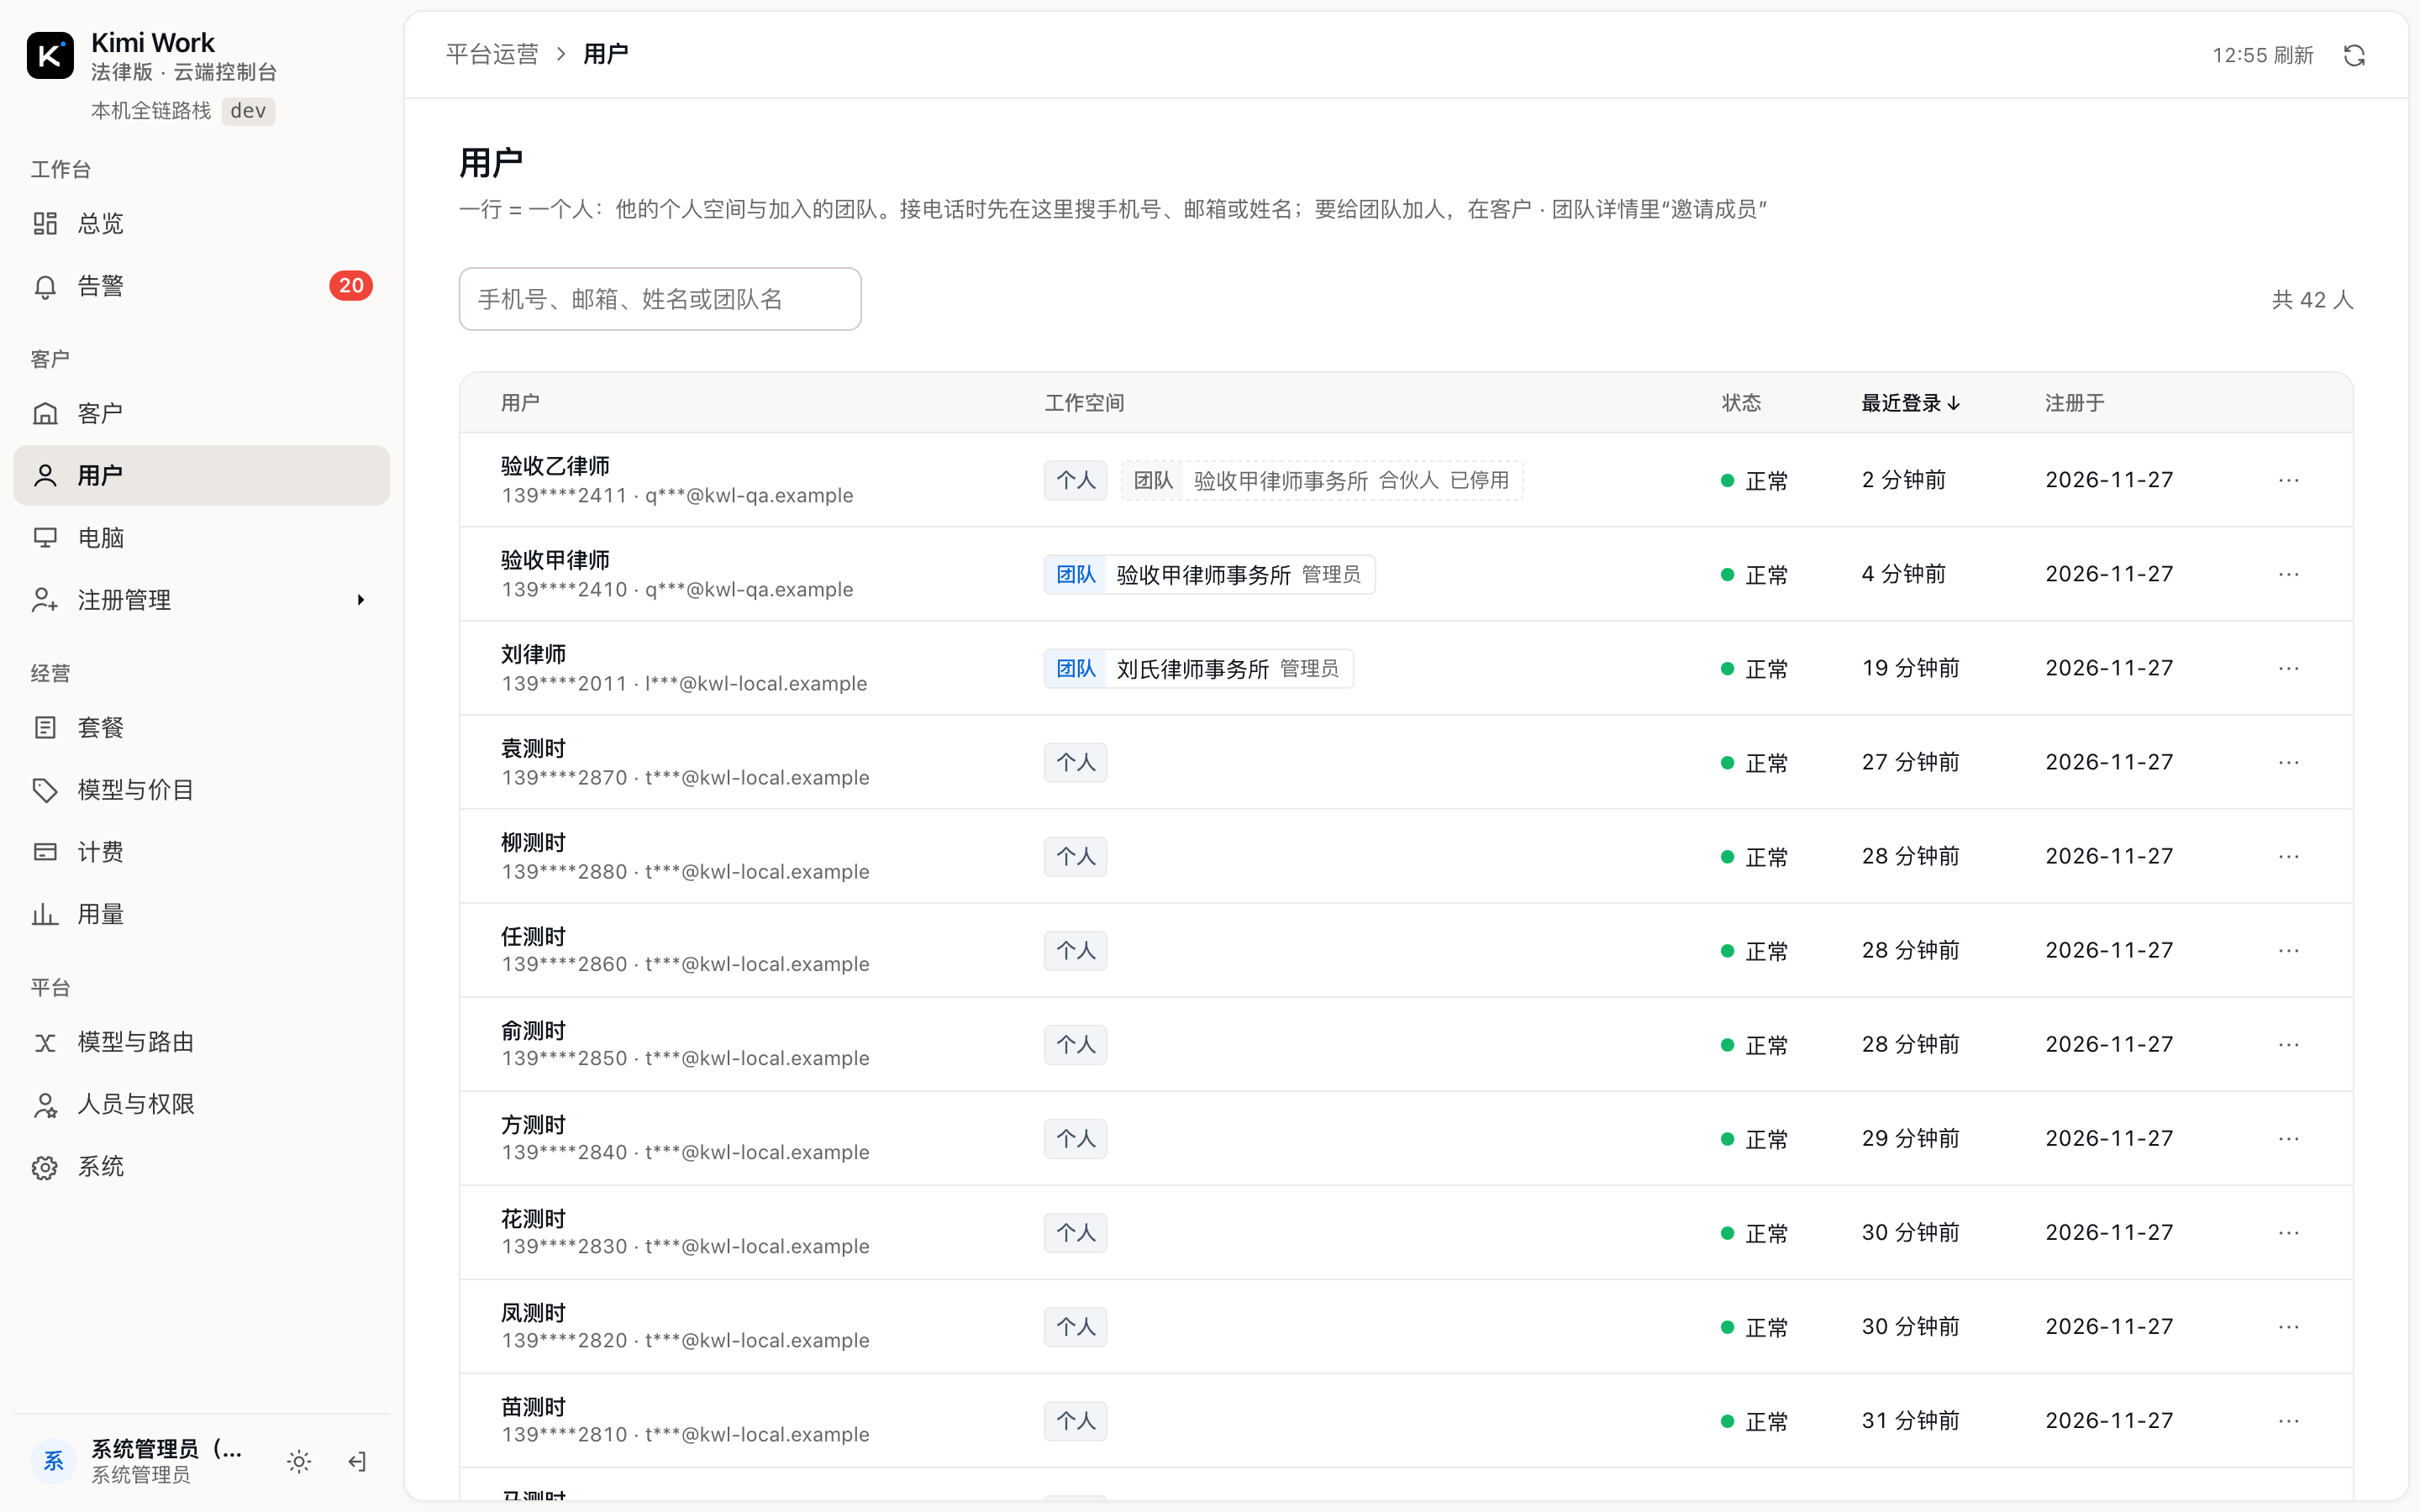 Kimi Work
法律版 · 云端控制台
本机全链路栈 dev
工作台
总览
告警 20
客户
客户
用户
电脑
注册管理
经营
套餐
模型与价目
计费
用量
平台
模型与路由
人员与权限
系统
系统管理员（...
系统管理员
系
平台运营 > 用户
12:55 刷新
用户
一行 = 一个人：他的个人空间与加入的团队。接电话时先在这里搜手机号、邮箱或姓名；要给团队加人，在客户 · 团队详情里“邀请成员”
手机号、邮箱、姓名或团队名
共 42 人
用户 工作空间 状态 最近登录↓ 注册于
验收乙律师
139****2411 · q***@kwl-qa.example
个人 团队 验收甲律师事务所 合伙人 已停用 正常 2 分钟前 2026-11-27 ···
验收甲律师
139****2410 · q***@kwl-qa.example
团队 验收甲律师事务所 管理员 正常 4 分钟前 2026-11-27 ···
刘律师
139****2011 · l***@kwl-local.example
团队 刘氏律师事务所 管理员 正常 19 分钟前 2026-11-27 ···
袁测时
139****2870 · t***@kwl-local.example
个人 正常 27 分钟前 2026-11-27 ···
柳测时
139****2880 · t***@kwl-local.example
个人 正常 28 分钟前 2026-11-27 ···
任测时
139****2860 · t***@kwl-local.example
个人 正常 28 分钟前 2026-11-27 ···
俞测时
139****2850 · t***@kwl-local.example
个人 正常 28 分钟前 2026-11-27 ···
方测时
139****2840 · t***@kwl-local.example
个人 正常 29 分钟前 2026-11-27 ···
花测时
139****2830 · t***@kwl-local.example
个人 正常 30 分钟前 2026-11-27 ···
凤测时
139****2820 · t***@kwl-local.example
个人 正常 30 分钟前 2026-11-27 ···
苗测时
139****2810 · t***@kwl-local.example
个人 正常 31 分钟前 2026-11-27 ···